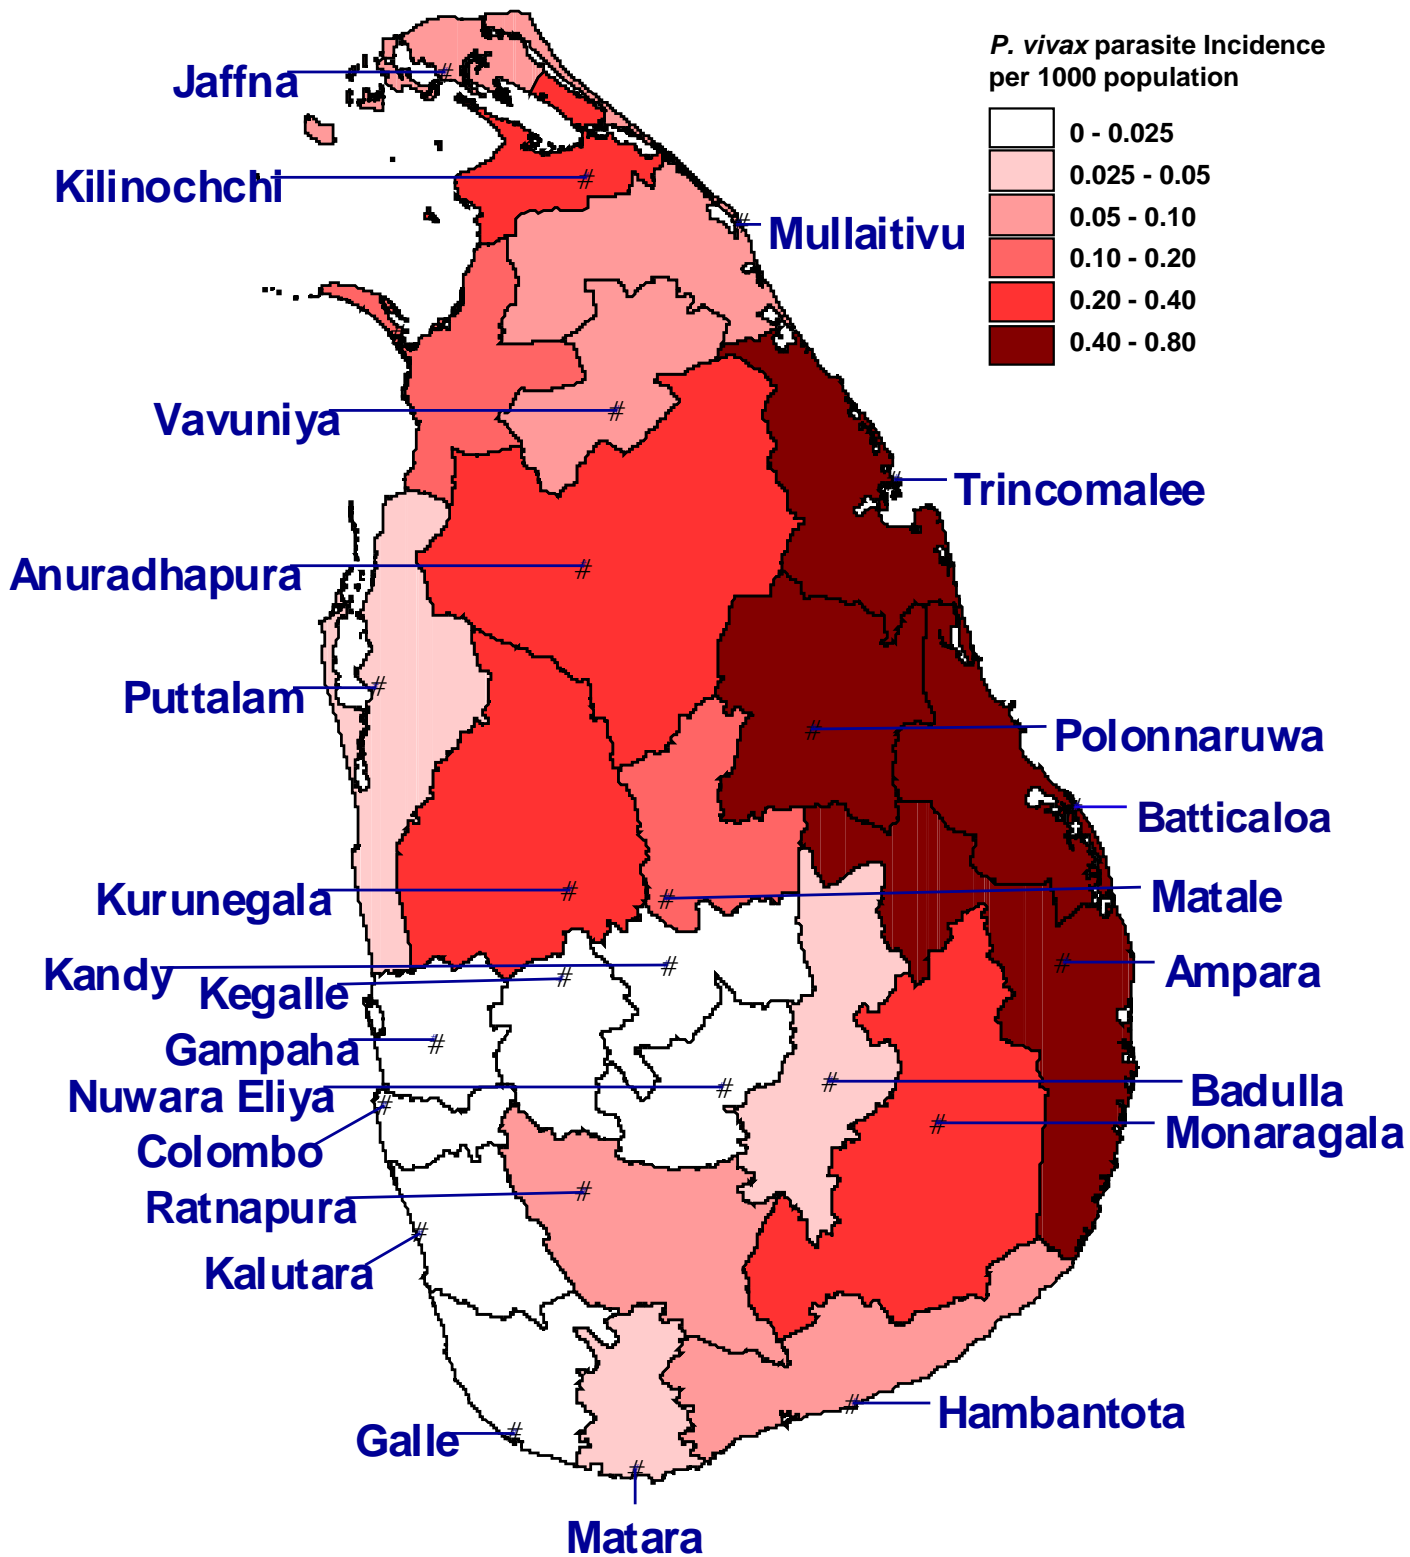 P. vivax parasite Incidence
per 1000 population
0 - 0.025
0.025 - 0.05
0.05 - 0.10
0.10 - 0.20
0.20 - 0.40
0.40 - 0.80
Jaffna
Kilinochchi
Mullaitivu
Vavuniya
Trincomalee
Anuradhapura
Puttalam
Polonnaruwa
Batticaloa
Kurunegala
Matale
Kandy
Ampara
Kegalle
Gampaha
Nuwara Eliya
Badulla
Monaragala
Colombo
Ratnapura
Kalutara
Hambantota
Galle
Matara